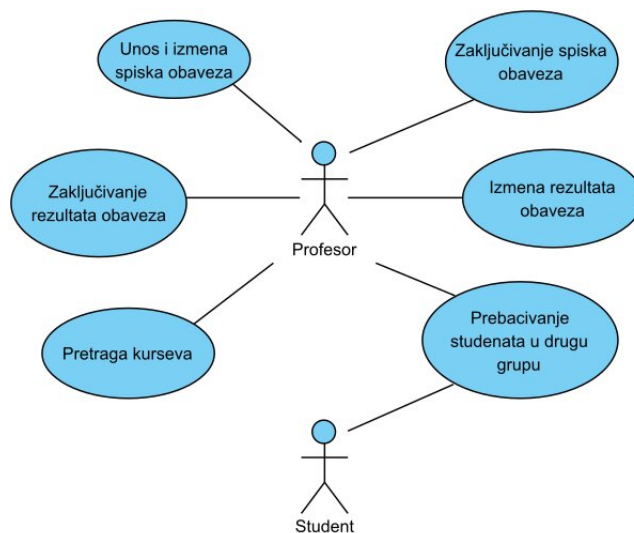 Unos i izmena
spiska obaveza
Zaključivanje spiska
obaveza
Zaključivanje
rezultata obaveza
Izmena rezultata
obaveza
Profesor
Pretraga kurseva
Prebacivanje
studenata u drugu
grupu
Student